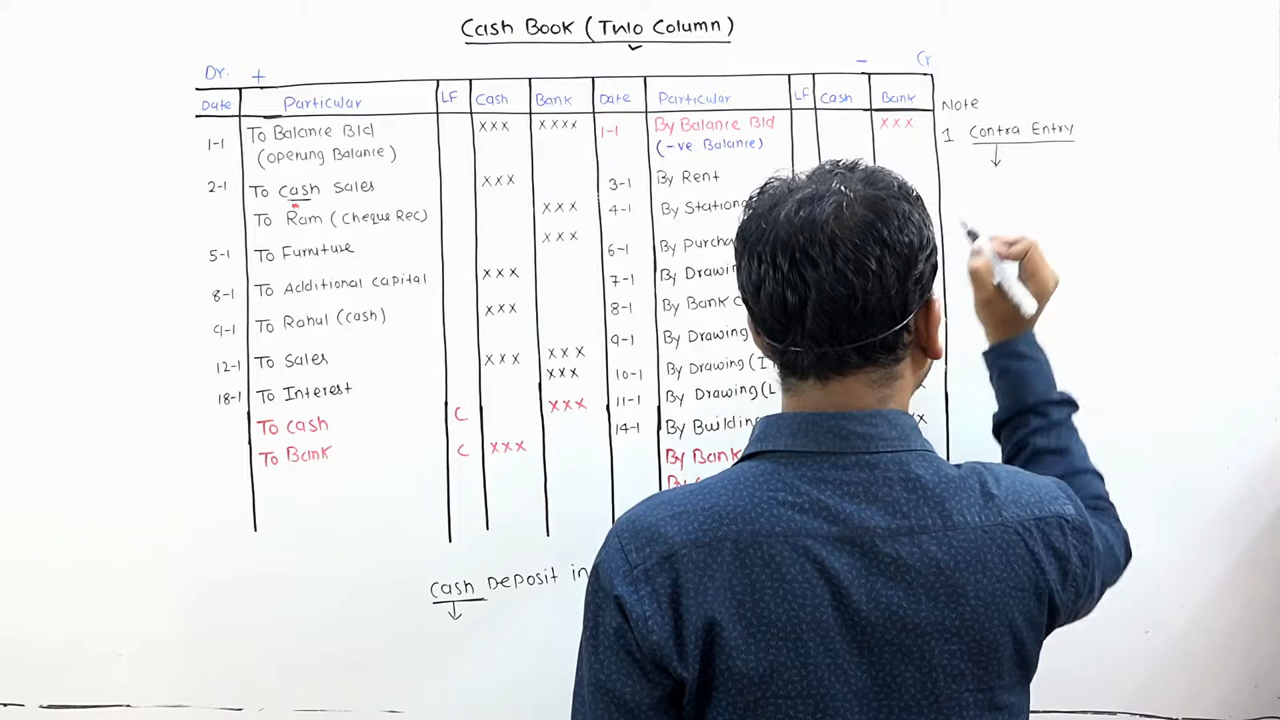 Cash Book (Two Column)
Dr. + - Cr
Date Particular LF Cash Bank Date Particular LF Cash Bank
1-1 To Balance Bld xxx xxxx 1-1 By Balance Bld xxx
(opening Balance) (-ve Balance)
2-1 To cash sales xxx 3-1 By Rent
To Ram (cheque Rec) xxx 4-1
5-1 To Furniture xxx 6-1 By
8-1 To Additional capital xxx 7-1 By
9-1 To Rahul (cash) xxx 8-1 By Bank
12-1 To Sales xxx xxx 9-1 By Drawing
18-1 To Interest xxx 10-1 By Drawing
To cash C xxx 11-1 By Drawing
To Bank C xxx 14-1 By Building
By Bank
Note
1 Contra Entry
Cash Deposit in